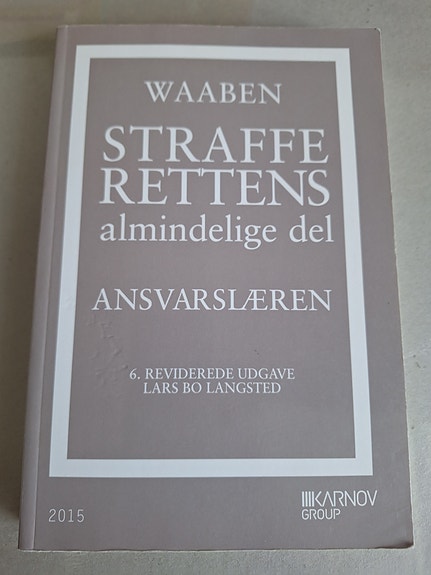 WAABEN
STRAFFE
RETTENS
almindelige del
ANSVARSLÆREN
6. REVIDEREDE UDGAVE
LARS BO LANGSTED
2015
KARNOV
GROUP